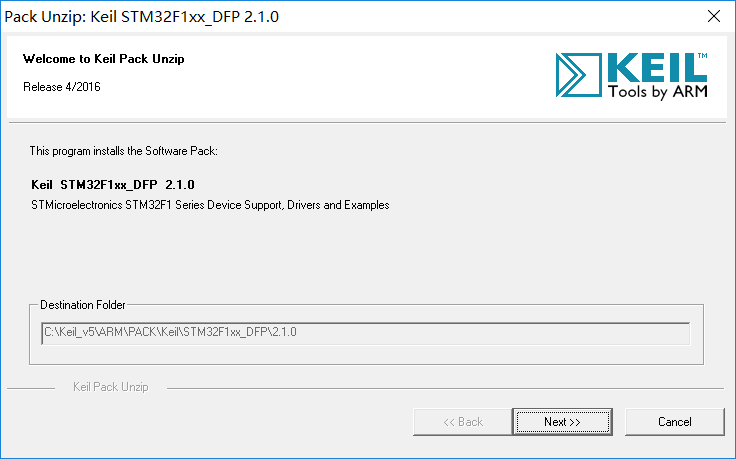 Pack Unzip: Keil STM32F1xx_DFP 2.1.0
Welcome to Keil Pack Unzip
Release 4/2016
KEIL™
Tools by ARM
This program installs the Software Pack:
Keil STM32F1xx_DFP 2.1.0
STMicroelectronics STM32F1 Series Device Support, Drivers and Examples
Destination Folder
C:\Keil_v5\ARM\PACK\Keil\STM32F1xx_DFP\2.1.0
Keil Pack Unzip
<< Back
Next >>
Cancel